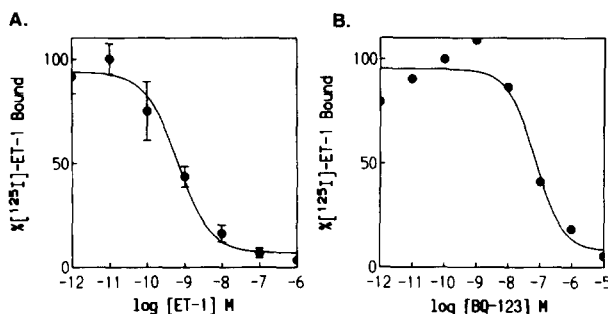 A.
%[¹²⁵I]-ET-1 Bound
100
50
0
-12 -11 -10 -9 -8 -7 -6
log [ET-1] M
B.
%[¹²⁵I]-ET-1 Bound
100
50
0
-12 -11 -10 -9 -8 -7 -6 -5
log [BQ-123] M